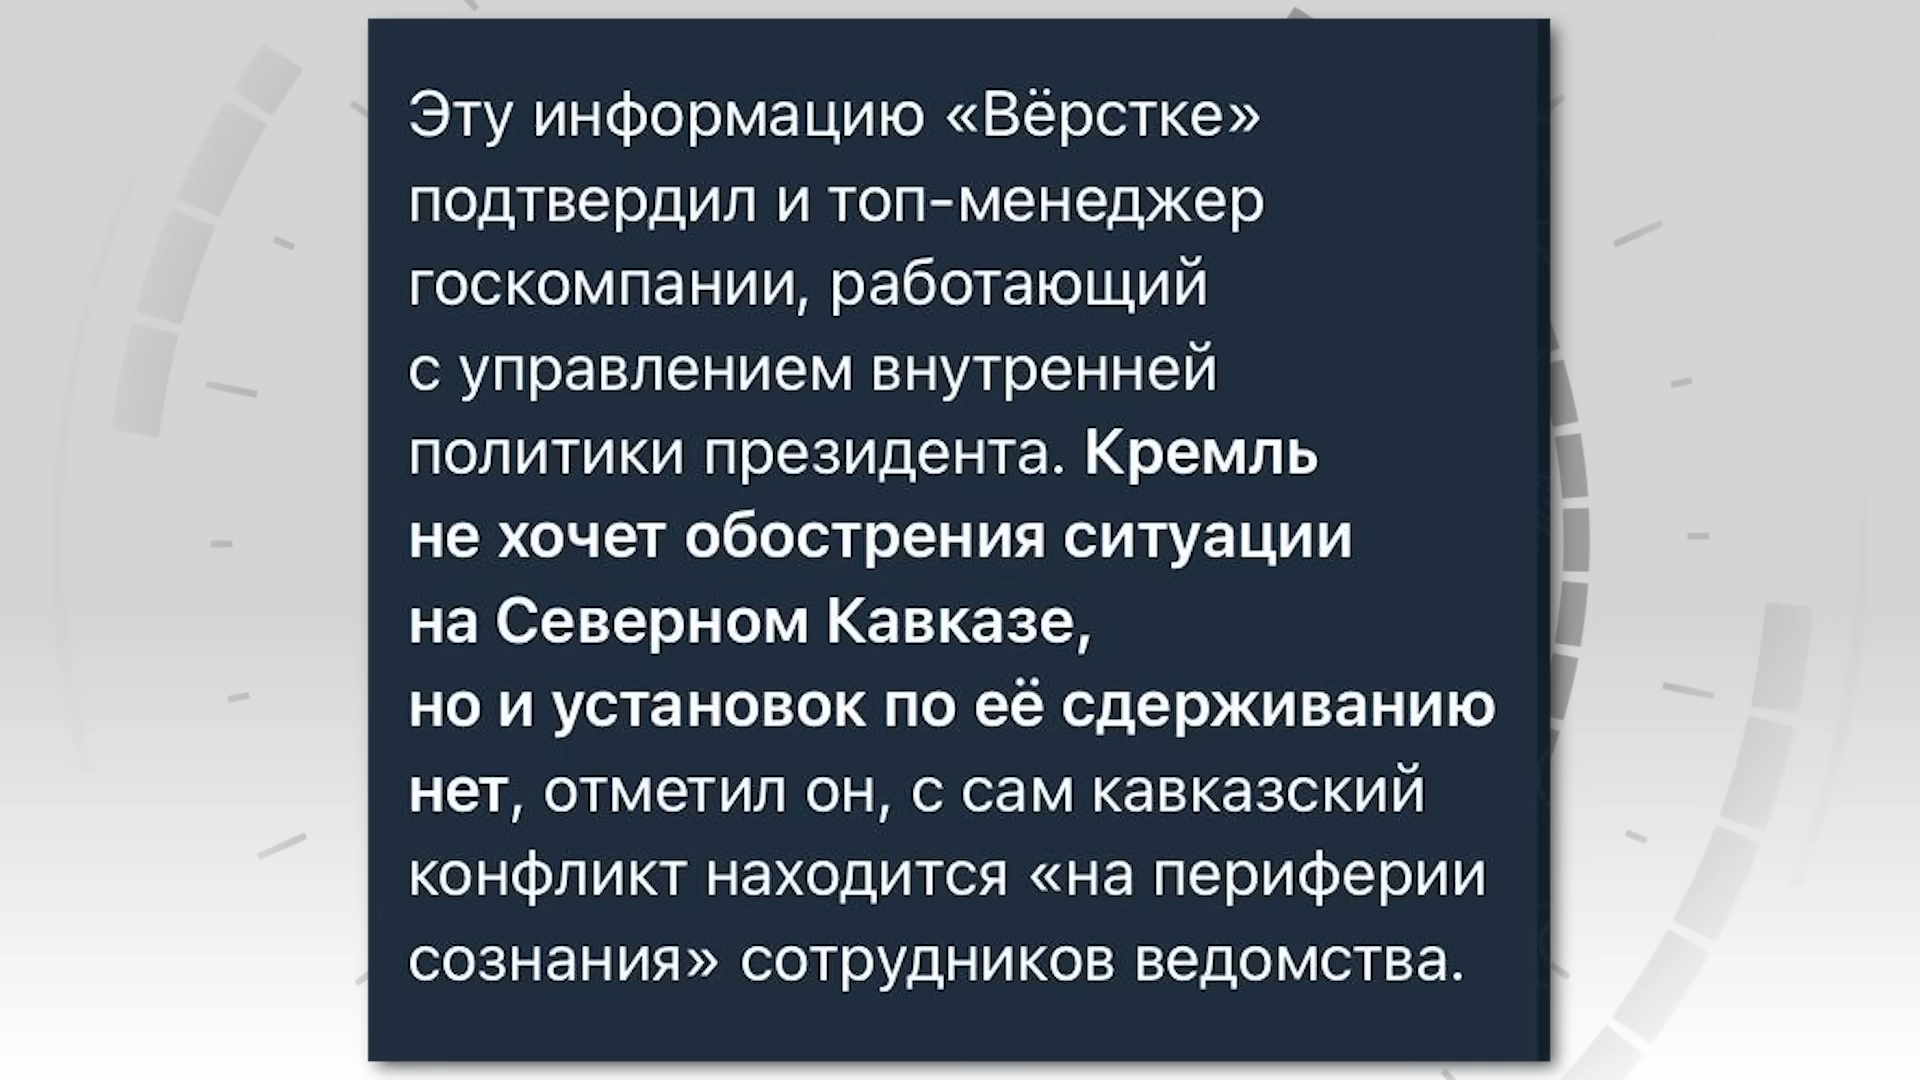 Эту информацию «Вёрстке»
подтвердил и топ-менеджер
госкомпании, работающий
с управлением внутренней
политики президента. Кремль
не хочет обострения ситуации
на Северном Кавказе,
но и установок по её сдерживанию
нет, отметил он, с сам кавказский
конфликт находится «на периферии
сознания» сотрудников ведомства.